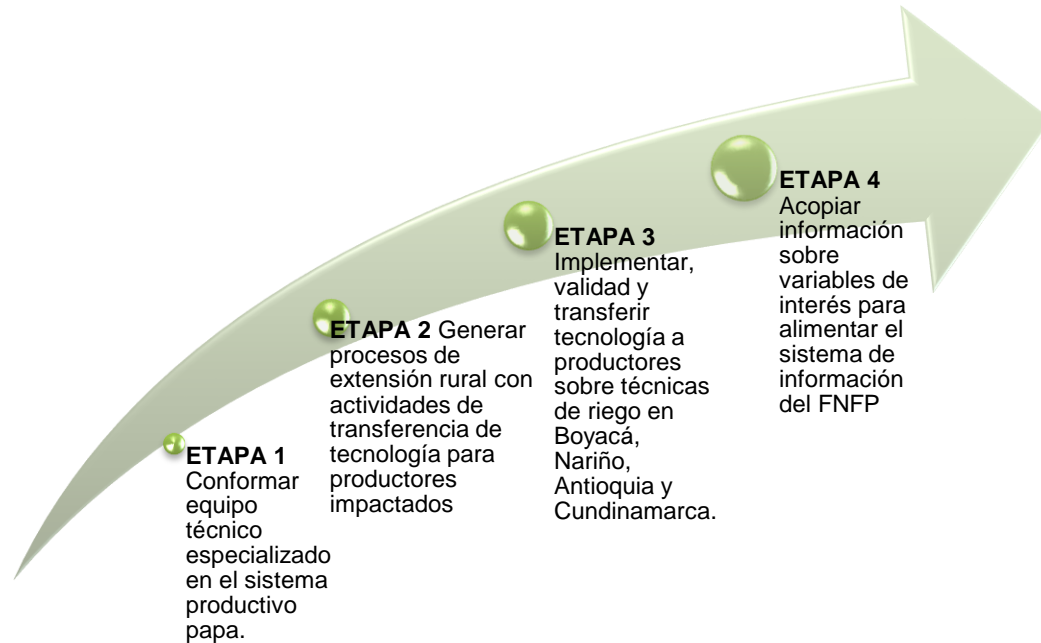 ETAPA 1
Conformar
equipo
técnico
especializado
en el sistema
productivo
papa.
ETAPA 2 Generar
procesos de
extensión rural con
actividades de
transferencia de
tecnología para
productores
impactados
ETAPA 3
Implementar,
validad y
transferir
tecnología a
productores
sobre técnicas
de riego en
Boyacá,
Nariño,
Antioquia y
Cundinamarca.
ETAPA 4
Acopiar
información
sobre
variables de
interés para
alimentar el
sistema de
información
del FNFP